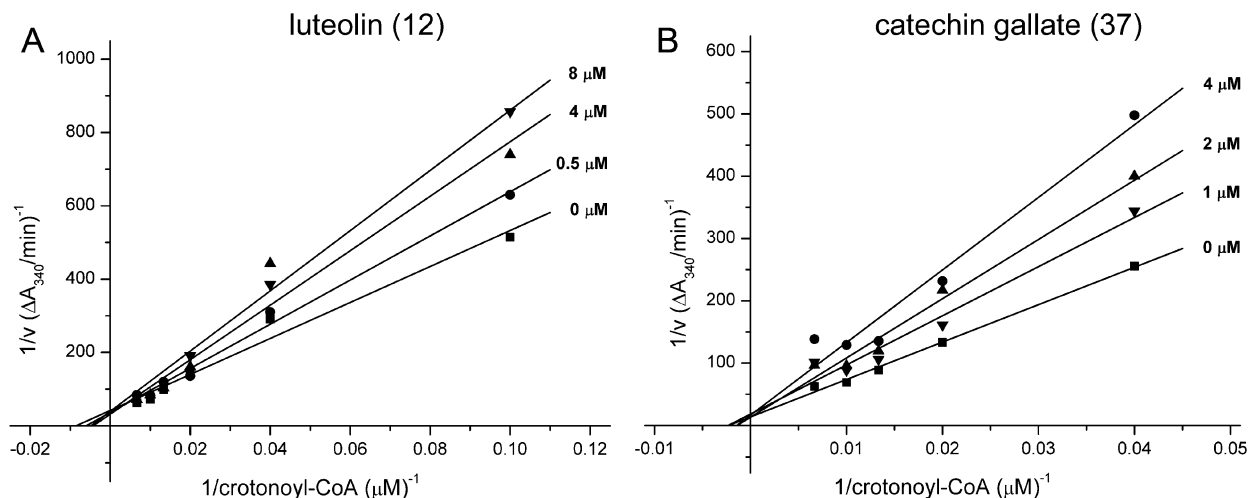 A
luteolin (12)
1000
800
600
400
200
-0.02
0.02
0.04
0.06
0.08
0.10
0.12
1/v (ΔA340/min)-1
1/crotonoyl-CoA (μM)-1
8 μM
4 μM
0.5 μM
0 μM
B
catechin gallate (37)
600
500
400
300
200
100
-0.01
0.01
0.02
0.03
0.04
0.05
1/v (ΔA340/min)-1
1/crotonoyl-CoA (μM)-1
4 μM
2 μM
1 μM
0 μM